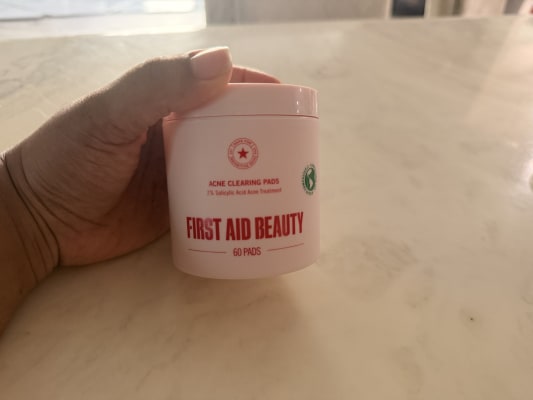 ACNE CLEARING PADS
2% Salicylic Acid Acne Treatment
FIRST AID BEAUTY
60 PADS